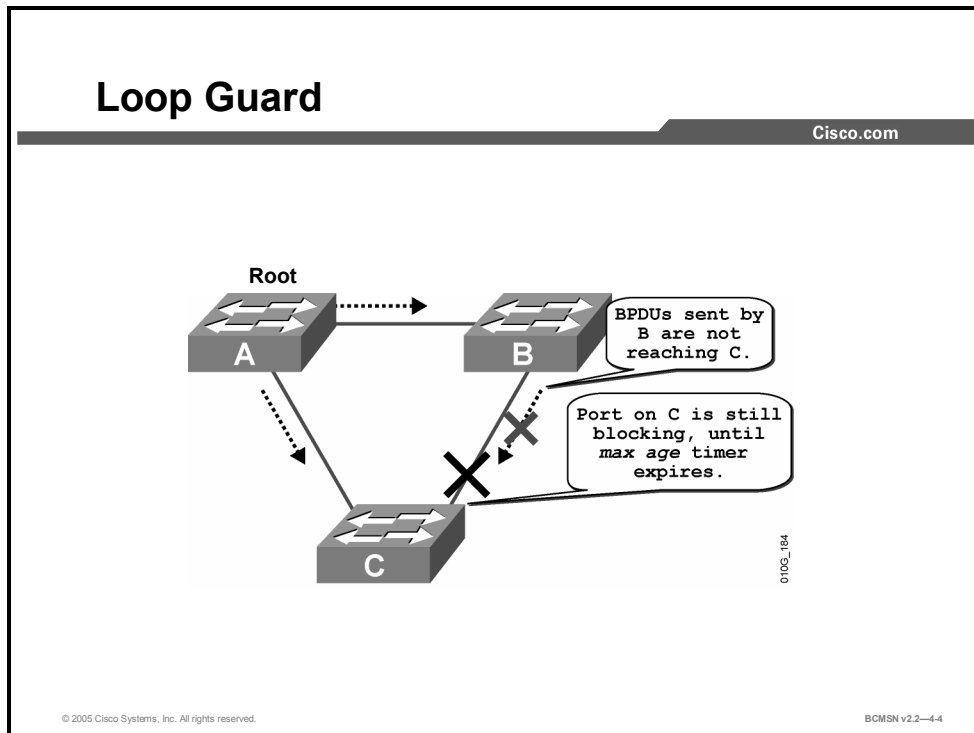 Loop Guard
Cisco.com
Root
A
B
BPDUs sent by
B are not
reaching C.
Port on C is still
blocking, until
max age timer
expires.
C
010G_184
© 2005 Cisco Systems, Inc. All rights reserved.
BCMSN v2.2—4-4